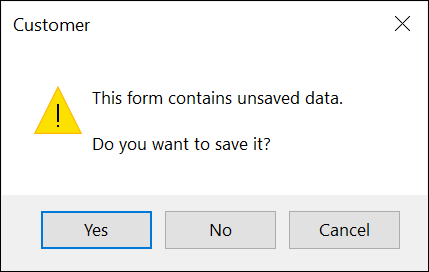 Customer
This form contains unsaved data.
Do you want to save it?
Yes No Cancel